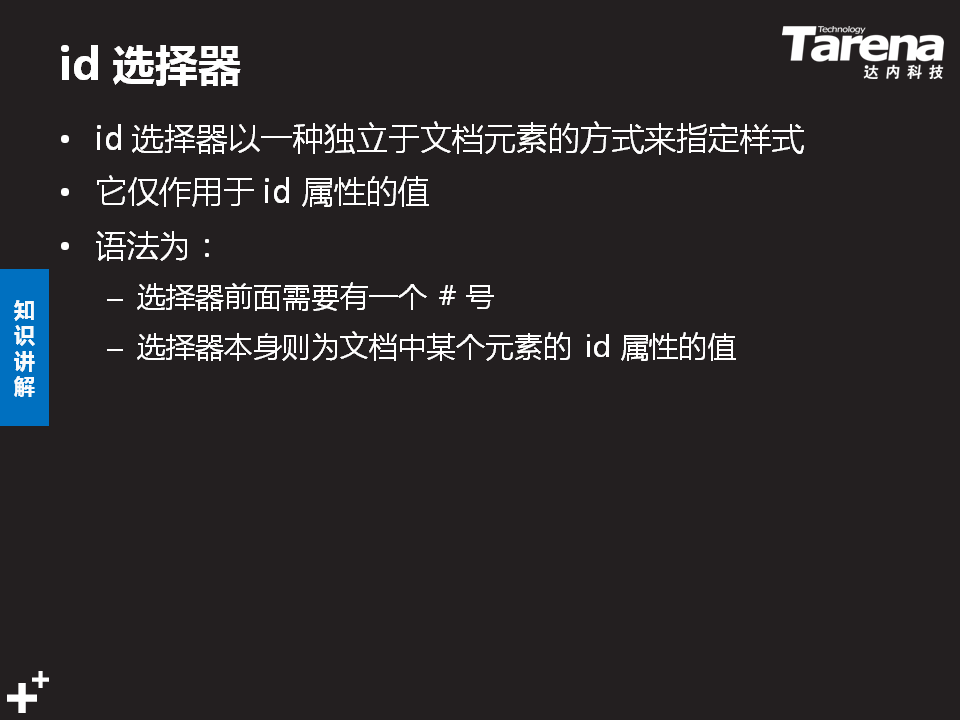 id 选择器
Technology
Tarena
达内科技
• id 选择器以一种独立于文档元素的方式来指定样式
• 它仅作用于 id 属性的值
• 语法为：
– 选择器前面需要有一个 # 号
– 选择器本身则为文档中某个元素的 id 属性的值
知识讲解